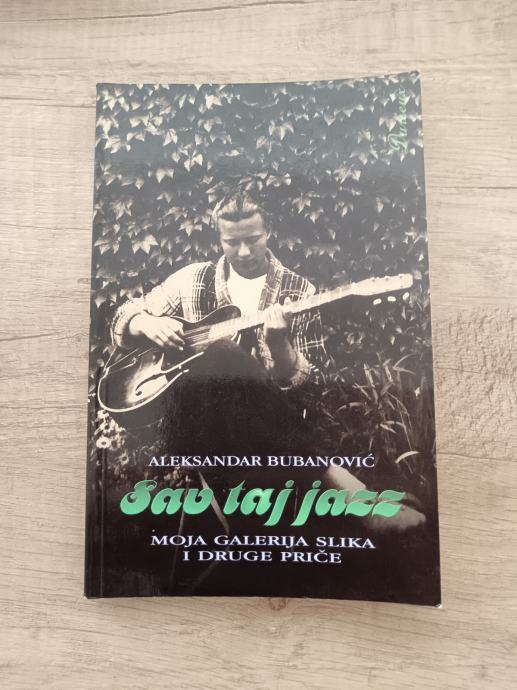 ALEKSANDAR BUBANOVIĆ
Sav taj jazz
MOJA GALERIJA SLIKA
I DRUGE PRIČE